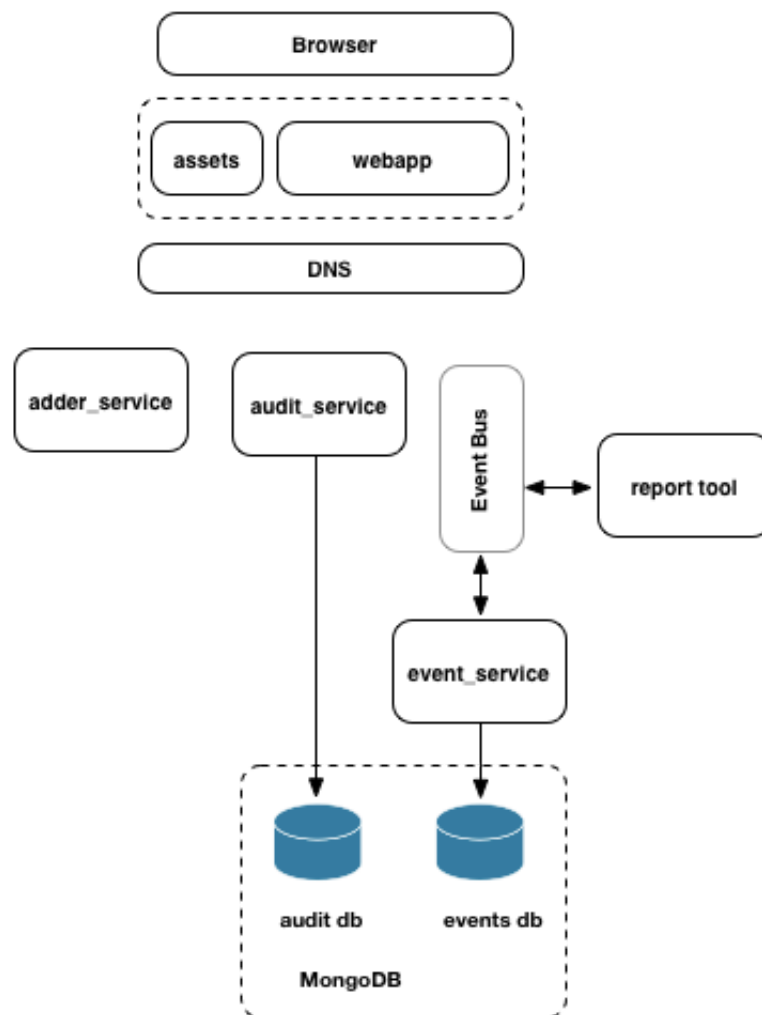 Browser
assets
webapp
DNS
adder_service
audit_service
Event Bus
report tool
event_service
audit db
events db
MongoDB